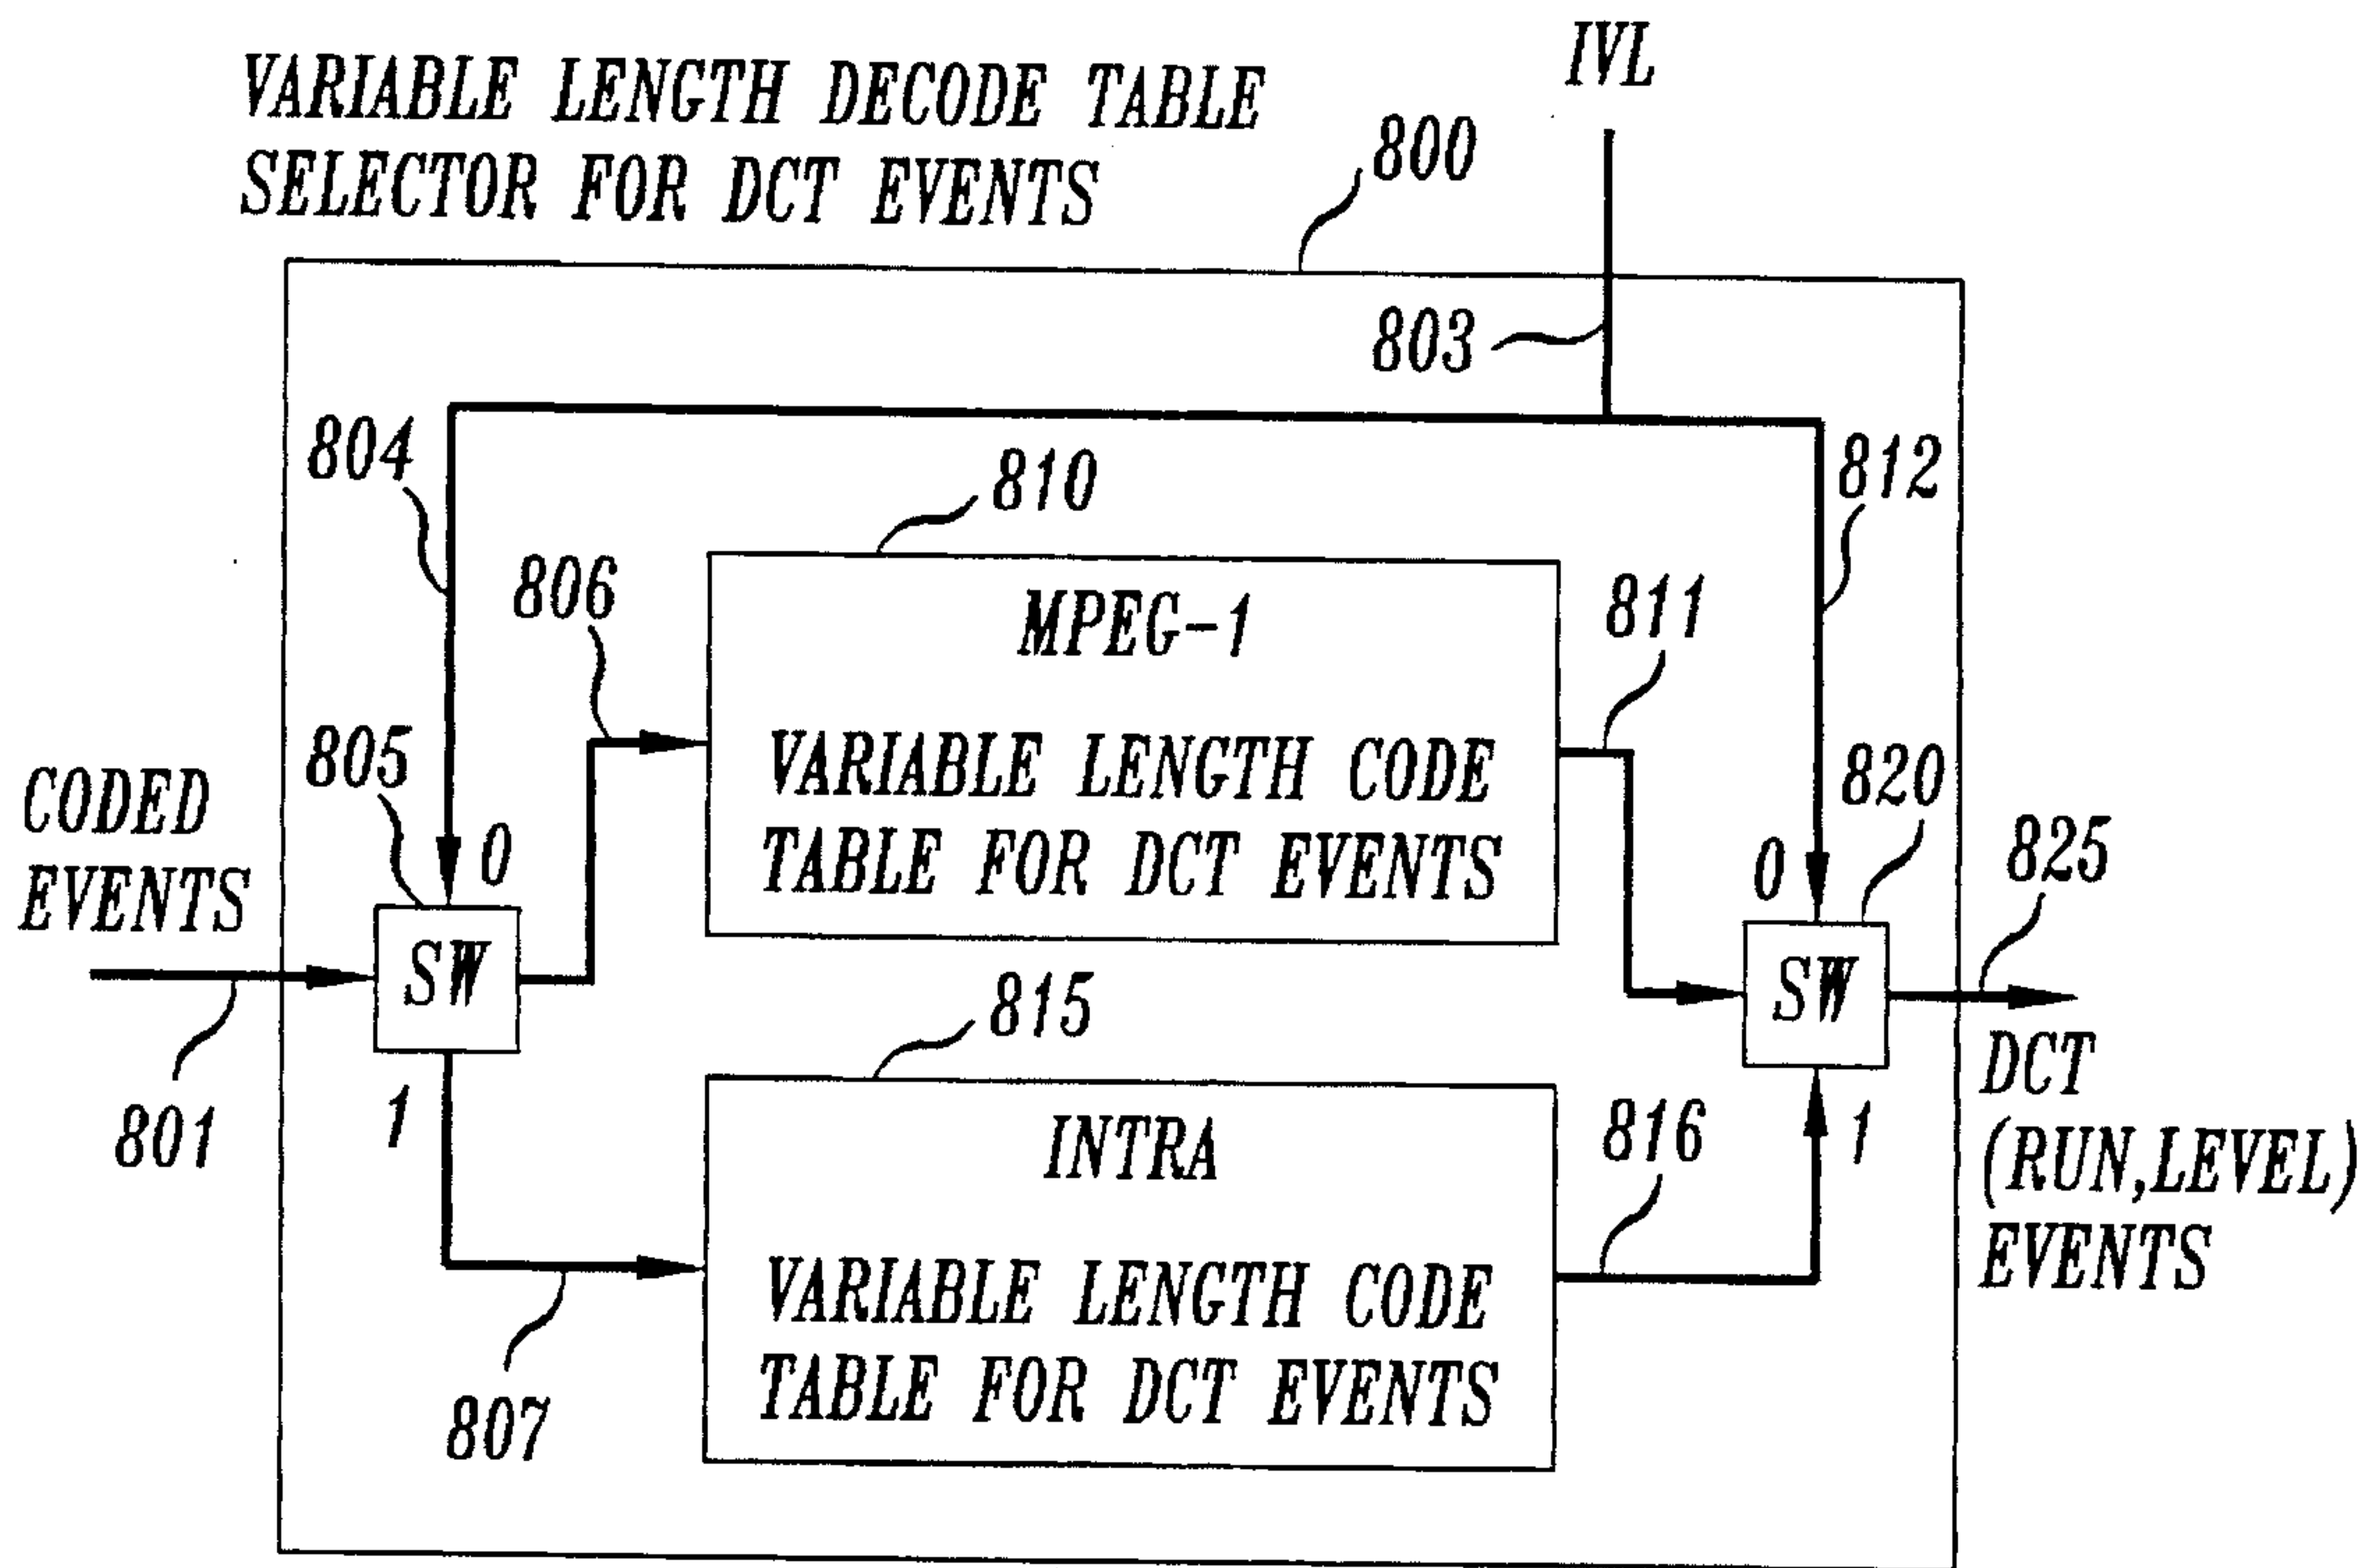 VARIABLE LENGTH DECODE TABLE
SELECTOR FOR DCT EVENTS
IVL
800
803
804
812
810
806
811
MPEG-1
VARIABLE LENGTH CODE
TABLE FOR DCT EVENTS
805
820
CODED
EVENTS
0
0
825
SW
SW
801
1
815
INTRA
VARIABLE LENGTH CODE
TABLE FOR DCT EVENTS
816
1
DCT
(RUN,LEVEL)
EVENTS
807